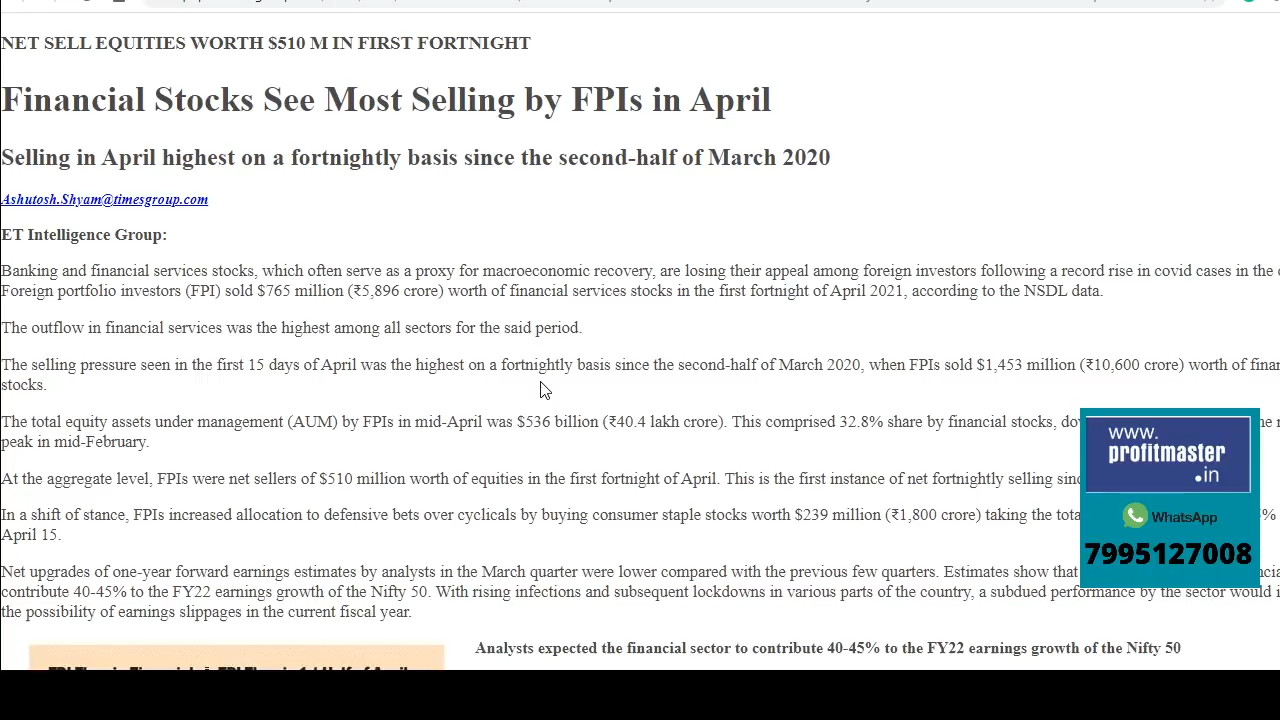 NET SELL EQUITIES WORTH $510 M IN FIRST FORTNIGHT
Financial Stocks See Most Selling by FPIs in April
Selling in April highest on a fortnightly basis since the second-half of March 2020
Ashutosh.Shyam@timesgroup.com
ET Intelligence Group:
Banking and financial services stocks, which often serve as a proxy for macroeconomic recovery, are losing their appeal among foreign investors following a record rise in covid cases in the
Foreign portfolio investors (FPI) sold $765 million (₹5,896 crore) worth of financial services stocks in the first fortnight of April 2021, according to the NSDL data.
The outflow in financial services was the highest among all sectors for the said period.
The selling pressure seen in the first 15 days of April was the highest on a fortnightly basis since the second-half of March 2020, when FPIs sold $1,453 million (₹10,600 crore) worth of
stocks.
The total equity assets under management (AUM) by FPIs in mid-April was $536 billion (₹40.4 lakh crore). This comprised 32.8% share by financial stocks,
peak in mid-February.
At the aggregate level, FPIs were net sellers of $510 million worth of equities in the first fortnight of April. This is the first instance of net fortnightly selling
In a shift of stance, FPIs increased allocation to defensive bets over cyclicals by buying consumer staple stocks worth $239 million (₹1,800 crore) taking the
April 15.
Net upgrades of one-year forward earnings estimates by analysts in the March quarter were lower compared with the previous few quarters. Estimates show that
contribute 40-45% to the FY22 earnings growth of the Nifty 50. With rising infections and subsequent lockdowns in various parts of the country, a subdued performance by the sector would
the possibility of earnings slippages in the current fiscal year.
Analysts expected the financial sector to contribute 40-45% to the FY22 earnings growth of the Nifty 50
www.
profitmaster
.in
WhatsApp
7995127008